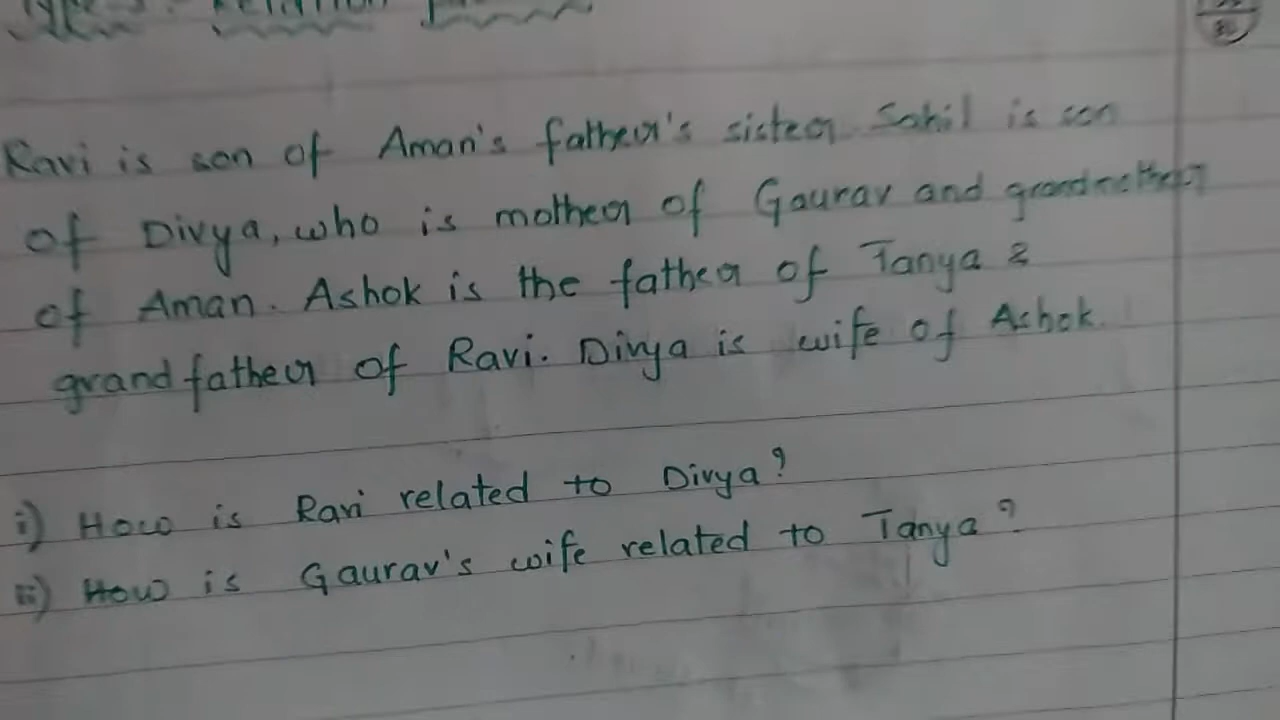 Ravi is son of Aman's father's sister. Sahil is son
of Divya, who is mother of Gaurav and grandmother
of Aman. Ashok is the father of Tanya &
grandfather of Ravi. Divya is wife of Ashok.
i) How is Ravi related to Divya?
ii) How is Gaurav's wife related to Tanya?